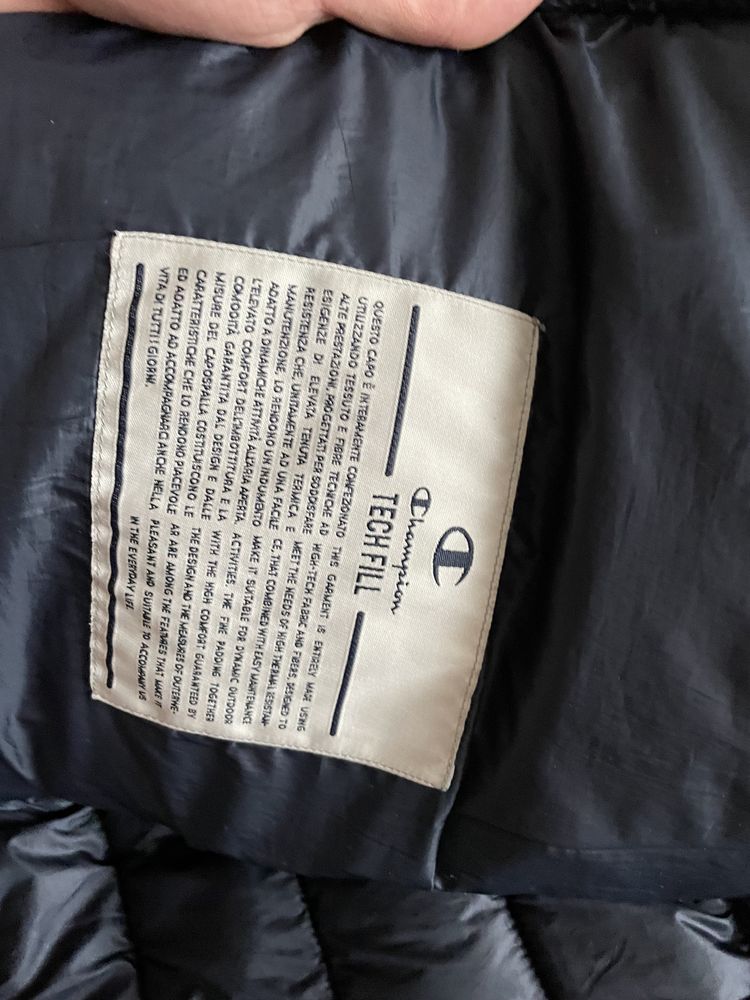 Champion
TECH FILL
QUESTO CAPO È INTERAMENTE CONFEZIONATO
UTILIZZANDO TESSUTO E FIBRE TECNICHE AD
ALTE PRESTAZIONI, PROGETTATI PER SODDISFARE
ESIGENZE DI ELEVATA TENUTA TERMICA E
RESISTENZA CHE, UNITAMENTE AD UNA FACILE
MANUTENZIONE, LO RENDONO UN INDUMENTO
ADATTO A DINAMICHE ATTIVITÀ ALL'ARIA APERTA.
L'ELEVATO COMFORT DELL'IMBOTTITURA E LA
COMODITÀ GARANTITA DAL DESIGN E DALLE
MISURE DEL CAPOSPALLA COSTITUISCONO LE
CARATTERISTICHE CHE LO RENDONO PIACEVOLE
ED ADATTO AD ACCOMPAGNARCI ANCHE NELLA
VITA DI TUTTI I GIORNI.
THIS GARMENT IS ENTIRELY MADE USING
HIGH-TECH FABRIC AND FIBERS, DESIGNED TO
MEET THE NEEDS OF HIGH THERMAL RESISTAN-
CE, THAT COMBINED WITH EASY MAINTENANCE
MAKE IT SUITABLE FOR DYNAMIC OUTDOOR
ACTIVITIES. THE FINE PADDING TOGETHER
WITH THE HIGH COMFORT GUARANTEED BY
THE DESIGN AND THE MEASURES OF OUTERWE-
AR ARE AMONG THE FEATURES THAT MAKE IT
PLEASANT AND SUITABLE TO ACCOMPANY US
IN THE EVERYDAY LIFE.